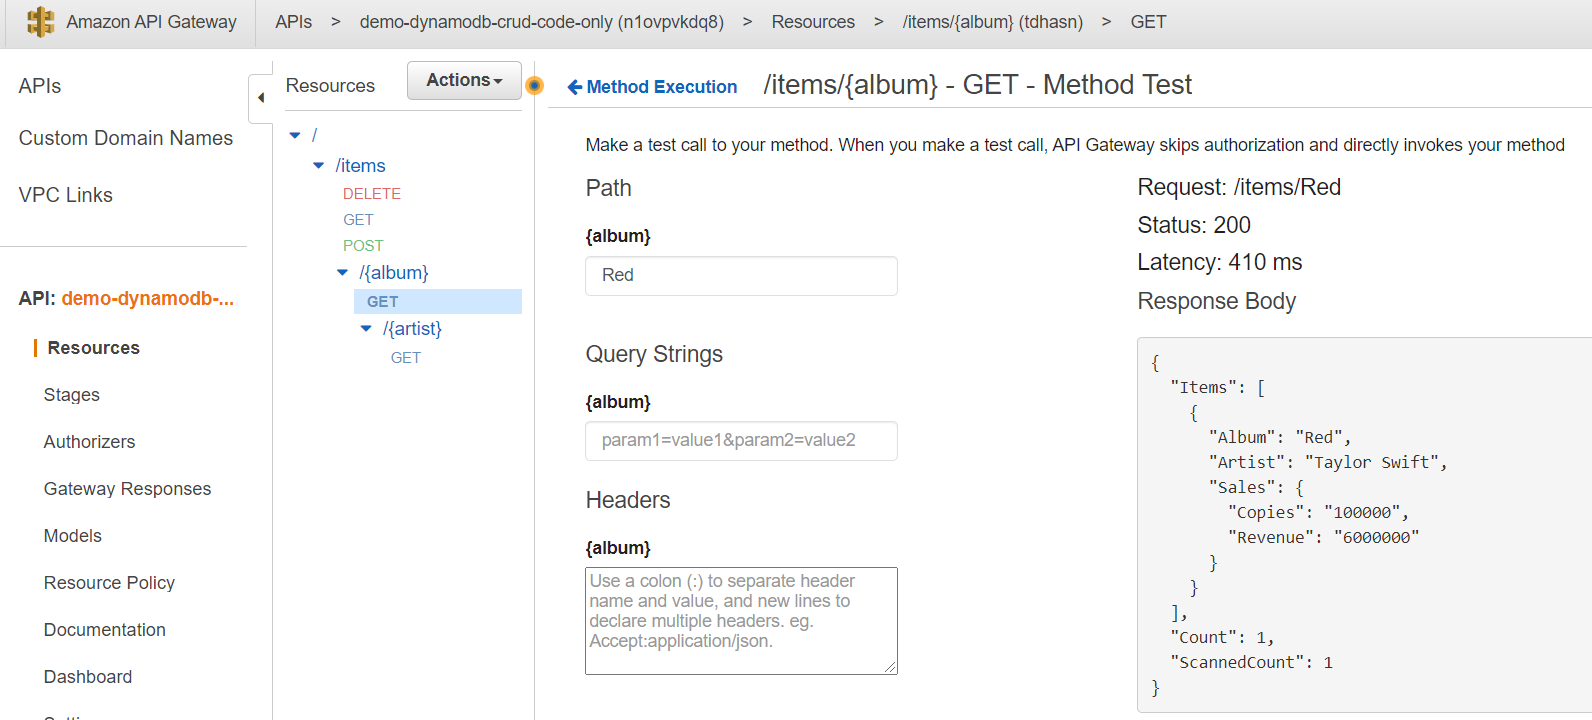 Amazon API Gateway
APIs > demo-dynamodb-crud-code-only (n1ovpvkdq8) > Resources > /items/{album} (tdhasn) > GET
APIs
Custom Domain Names
VPC Links
API: demo-dynamodb-...
Resources
Stages
Authorizers
Gateway Responses
Models
Resource Policy
Documentation
Dashboard
Resources
Actions
/
/items
DELETE
GET
POST
/{album}
GET
/{artist}
GET
Method Execution
/items/{album} - GET - Method Test
Make a test call to your method. When you make a test call, API Gateway skips authorization and directly invokes your method
Path
{album}
Red
Query Strings
{album}
param1=value1&param2=value2
Headers
{album}
Use a colon (:) to separate header
name and value, and new lines to
declare multiple headers. eg.
Accept:application/json.
Request: /items/Red
Status: 200
Latency: 410 ms
Response Body
{
"Items": [
{
"Album": "Red",
"Artist": "Taylor Swift",
"Sales": {
"Copies": "100000",
"Revenue": "6000000"
}
}
],
"Count": 1,
"ScannedCount": 1
}